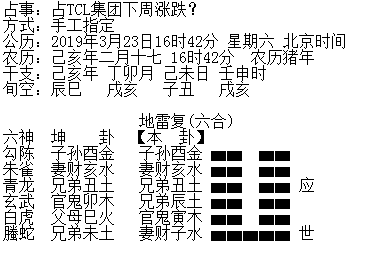 占事：占TCL集团下周涨跌？
方式：手工指定
公历：2019年3月23日16时42分 星期六 北京时间
农历：己亥年二月十七 16时42分  农历猪年
干支：己亥年 丁卯月 己未日 壬申时
旬空：辰巳  戌亥  子丑  戌亥
地雷复(六合)
六神 坤  卦 【本  卦】
勾陈 子孙酉金 子孙酉金
朱雀 妻财亥水 妻财亥水
青龙 兄弟丑土 兄弟丑土 应
玄武 官鬼卯木 兄弟辰土
白虎 父母巳火 官鬼寅木
螣蛇 兄弟未土 妻财子水 世